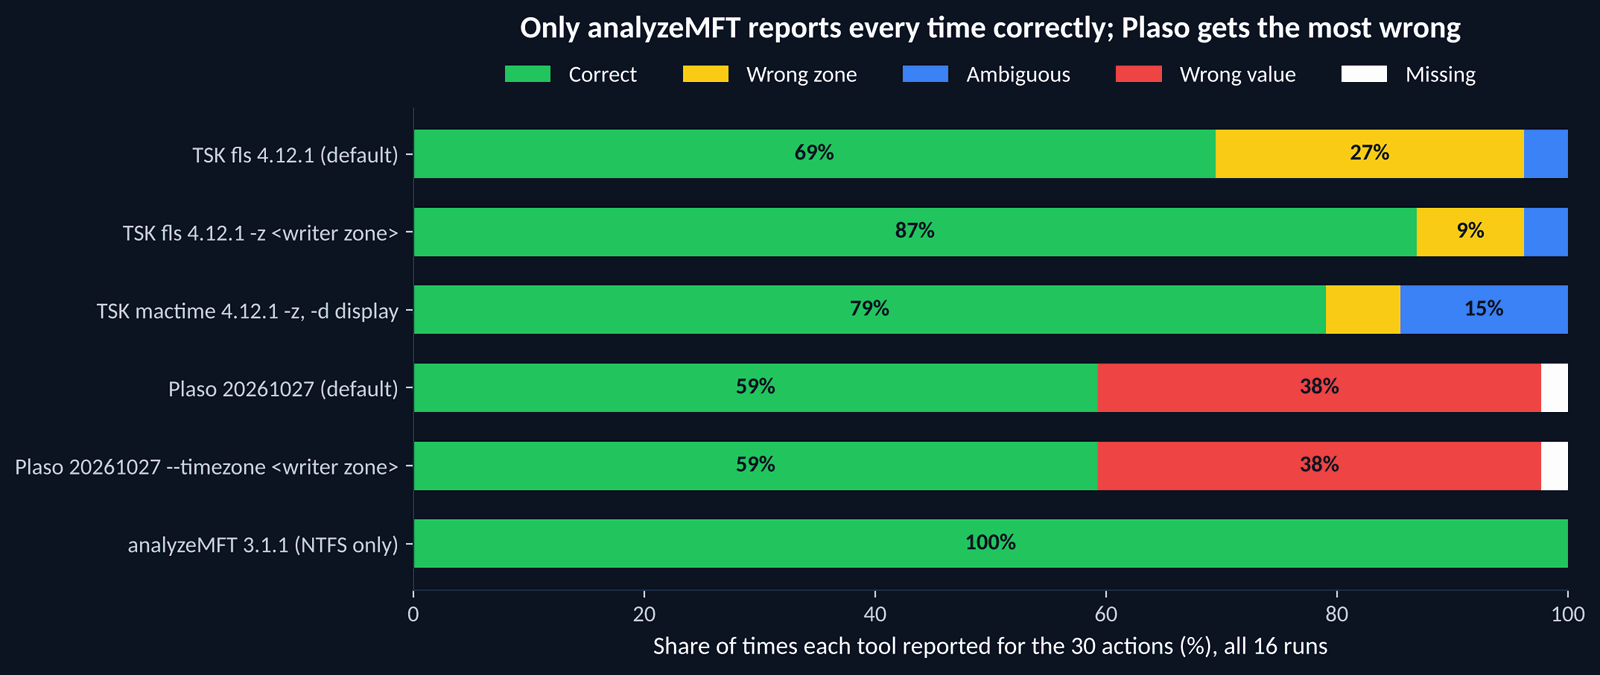 Only analyzeMFT reports every time correctly; Plaso gets the most wrong
Correct Wrong zone Ambiguous Wrong value Missing
TSK fls 4.12.1 (default) 69% 27%
TSK fls 4.12.1 -z <writer zone> 87% 9%
TSK mactime 4.12.1 -z, -d display 79% 15%
Plaso 20261027 (default) 59% 38%
Plaso 20261027 --timezone <writer zone> 59% 38%
analyzeMFT 3.1.1 (NTFS only) 100%
0 20 40 60 80 100
Share of times each tool reported for the 30 actions (%), all 16 runs